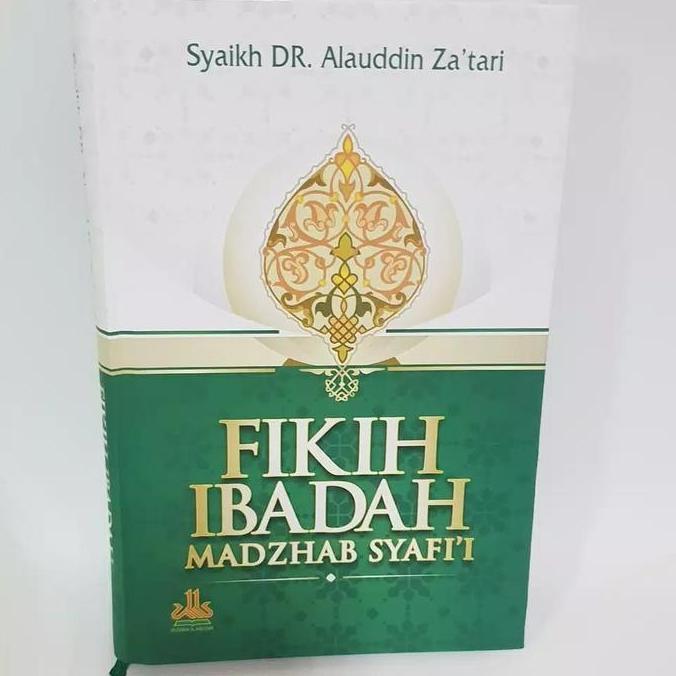 Syaikh DR. Alauddin Za'tari
FIKIH
IBADAH
MADZHAB SYAFI'I